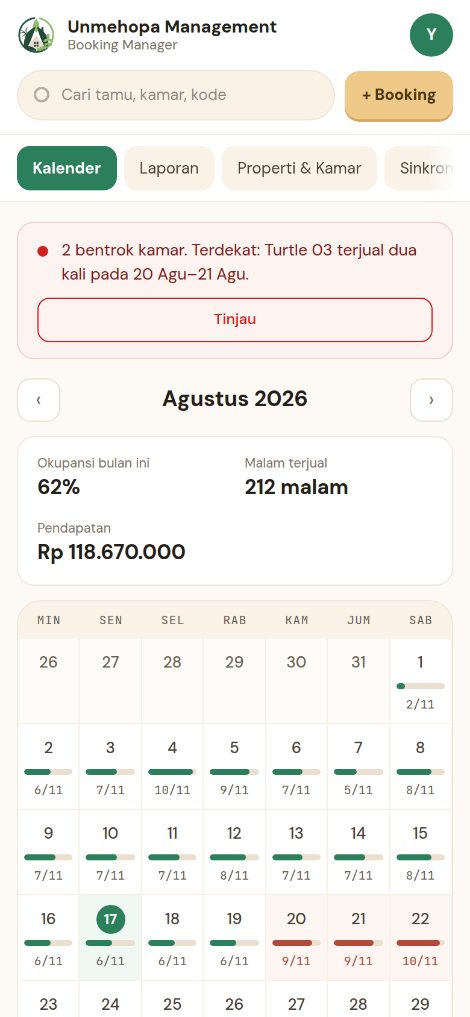 Unmehopa Management
Booking Manager
Y
Cari tamu, kamar, kode
+ Booking
Kalender
Laporan
Properti & Kamar
Sinkron
2 bentrok kamar. Terdekat: Turtle 03 terjual dua
kali pada 20 Agu–21 Agu.
Tinjau
‹
Agustus 2026
›
Okupansi bulan ini
Malam terjual
62%
212 malam
Pendapatan
Rp 118.670.000
MIN SEN SEL RAB KAM JUM SAB
26 27 28 29 30 31 1
2/11
2 3 4 5 6 7 8
6/11 7/11 10/11 9/11 7/11 5/11 8/11
9 10 11 12 13 14 15
7/11 7/11 7/11 8/11 7/11 7/11 8/11
16 17 18 19 20 21 22
6/11 6/11 6/11 6/11 9/11 9/11 10/11
23 24 25 26 27 28 29